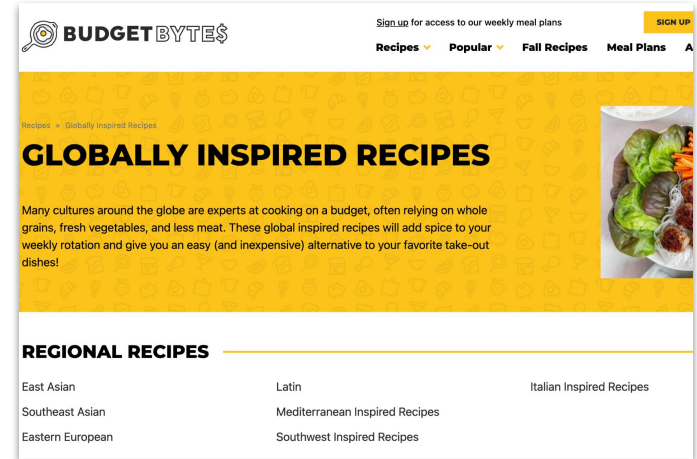 BUDGETBYTE$
Sign up for access to our weekly meal plans
SIGN UP
Recipes
Popular
Fall Recipes
Meal Plans
A
Recipes » Globally Inspired Recipes
GLOBALLY INSPIRED RECIPES
Many cultures around the globe are experts at cooking on a budget, often relying on whole
grains, fresh vegetables, and less meat. These global inspired recipes will add spice to your
weekly rotation and give you an easy (and inexpensive) alternative to your favorite take-out
dishes!
REGIONAL RECIPES
East Asian
Latin
Italian Inspired Recipes
Southeast Asian
Mediterranean Inspired Recipes
Eastern European
Southwest Inspired Recipes